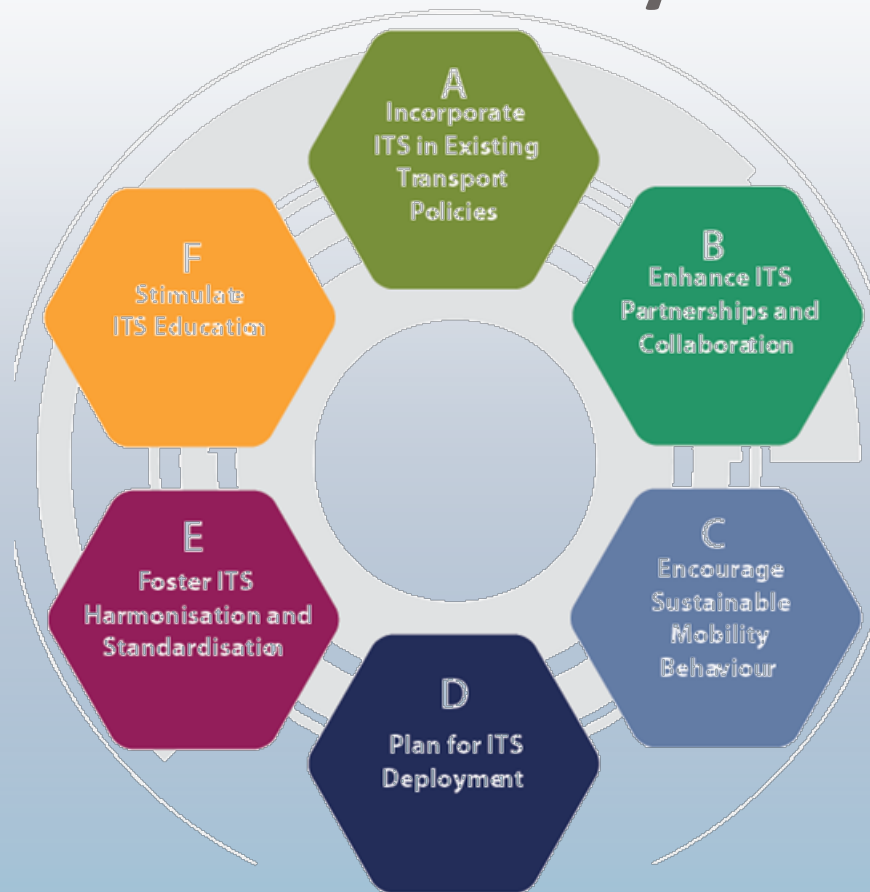 A
Incorporate
ITS in Existing
Transport
Policies
B
Enhance ITS
Partnerships and
Collaboration
C
Encourage
Sustainable
Mobility
Behaviour
D
Plan for ITS
Deployment
E
Foster ITS
Harmonisation and
Standardisation
F
Stimulate
ITS Education